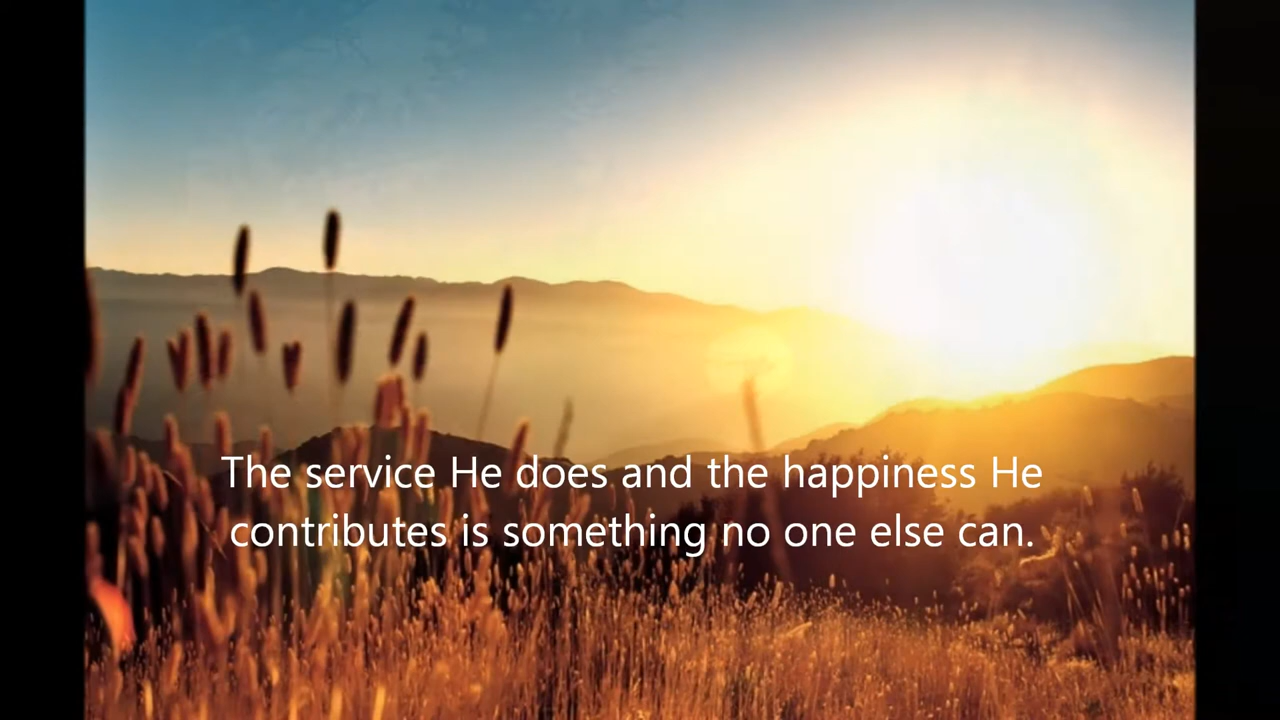 The service He does and the happiness He
contributes is something no one else can.